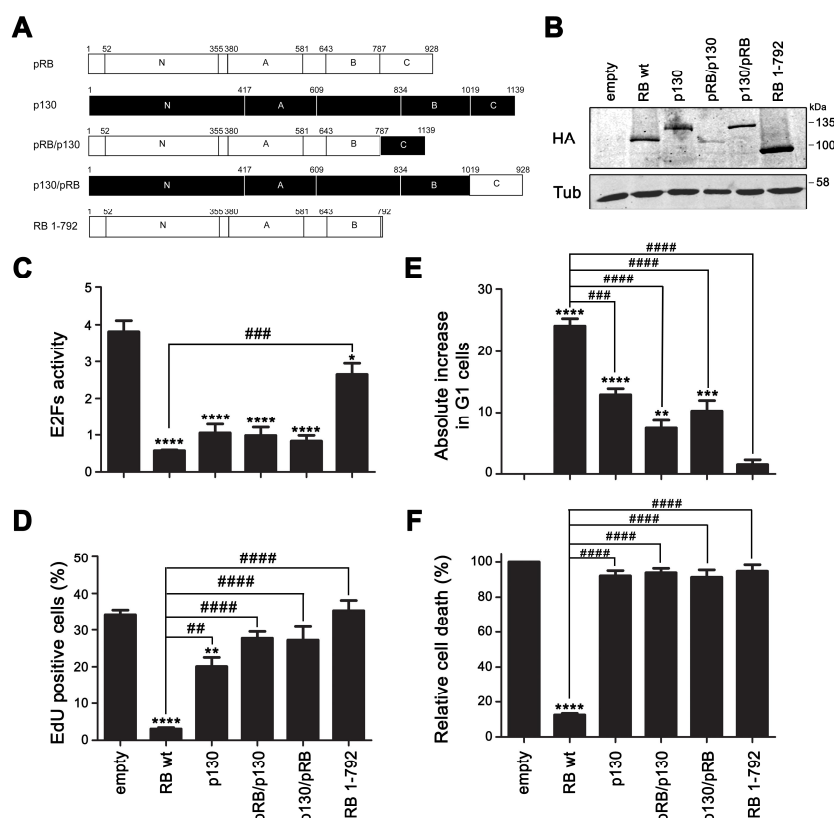 A
1 52 355 380 581 643 787 928
pRB N A B C
1 417 609 834 1019 1139
p130 N A B C
1 52 355 380 581 643 787 1139
pRB/p130 N A B C
1 417 609 834 1019 928
p130/pRB N A B C
1 52 355 380 581 643 792
RB 1-792 N A B
B
empty RB wt p130 pRB/p130 p130/pRB RB 1-792
kDa
HA
135
100
58
Tub
C
E2Fs activity
5
4
3
2
1
0
###
**** **** **** **** *
D
EdU positive cells (%)
50
40
30
20
10
0
####
####
####
##
**** **
empty RB wt p130 pRB/p130 p130/pRB RB 1-792
E
Absolute increase
in G1 cells
30
20
10
0
####
####
####
###
**** **** ** ***
F
Relative cell death (%)
100
80
60
40
20
0
####
####
####
####
****
empty RB wt p130 pRB/p130 p130/pRB RB 1-792